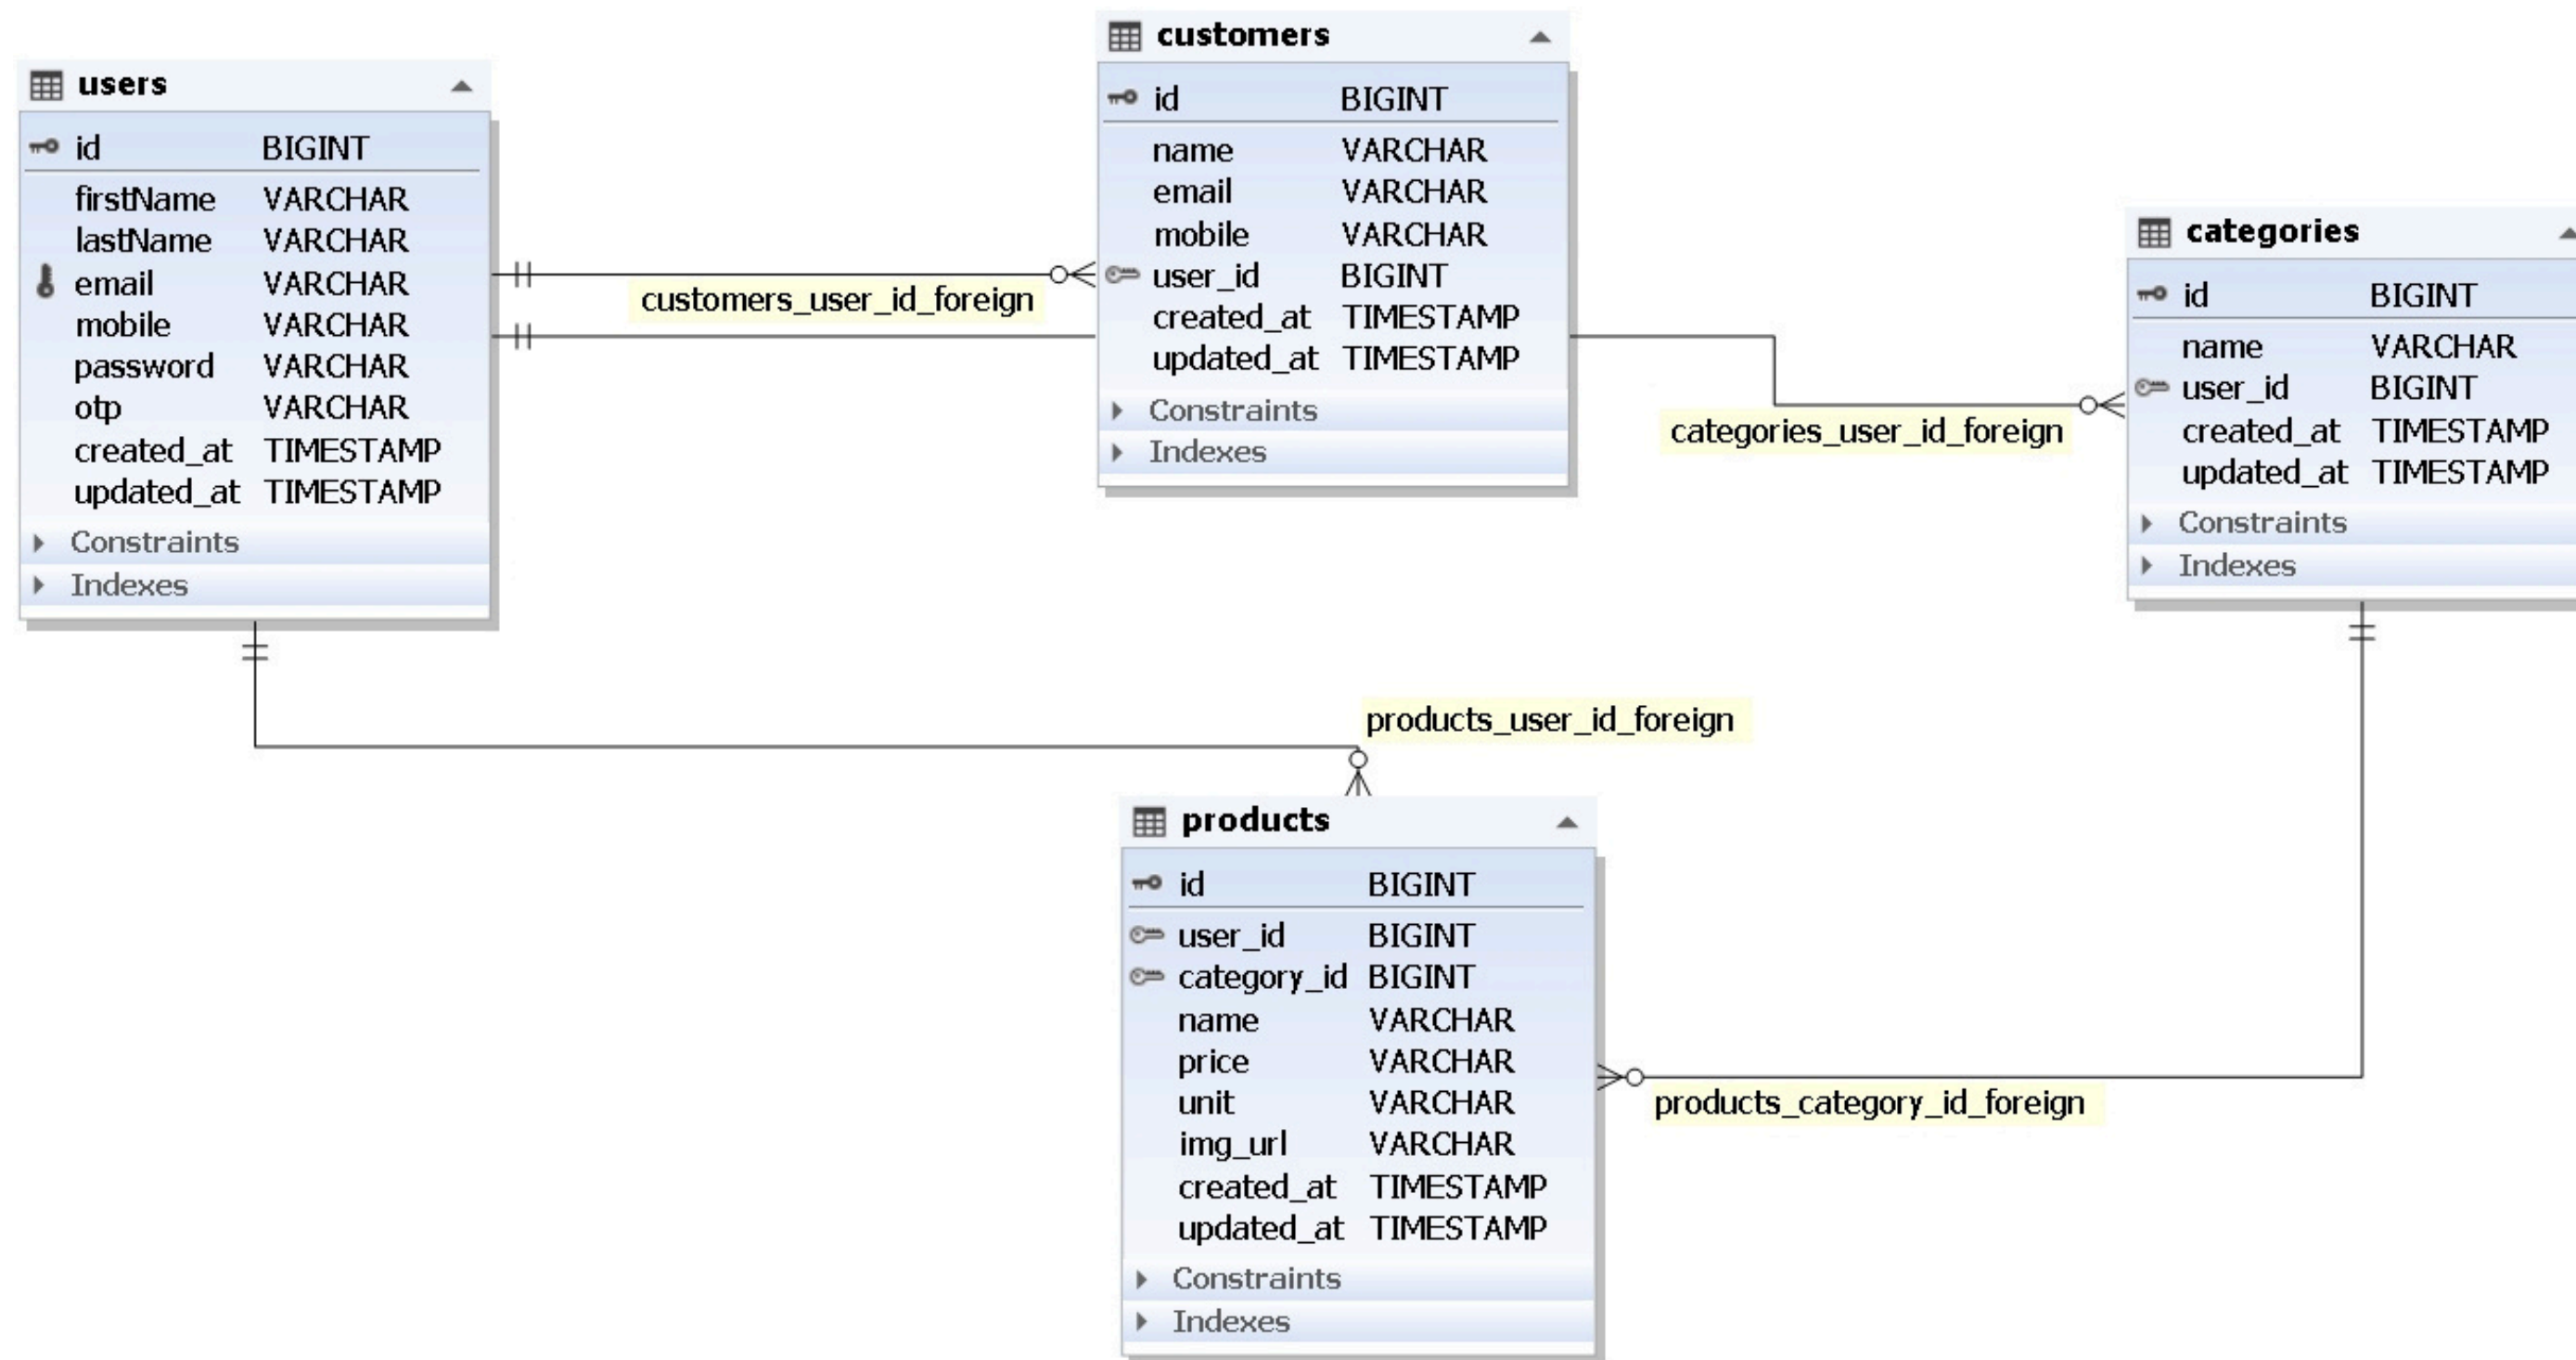 users
id BIGINT
firstName VARCHAR
lastName VARCHAR
email VARCHAR
mobile VARCHAR
password VARCHAR
otp VARCHAR
created_at TIMESTAMP
updated_at TIMESTAMP
Constraints
Indexes
customers_user_id_foreign
customers
id BIGINT
name VARCHAR
email VARCHAR
mobile VARCHAR
user_id BIGINT
created_at TIMESTAMP
updated_at TIMESTAMP
Constraints
Indexes
categories_user_id_foreign
categories
id BIGINT
name VARCHAR
user_id BIGINT
created_at TIMESTAMP
updated_at TIMESTAMP
Constraints
Indexes
products_user_id_foreign
products
id BIGINT
user_id BIGINT
category_id BIGINT
name VARCHAR
price VARCHAR
unit VARCHAR
img_url VARCHAR
created_at TIMESTAMP
updated_at TIMESTAMP
Constraints
Indexes
products_category_id_foreign